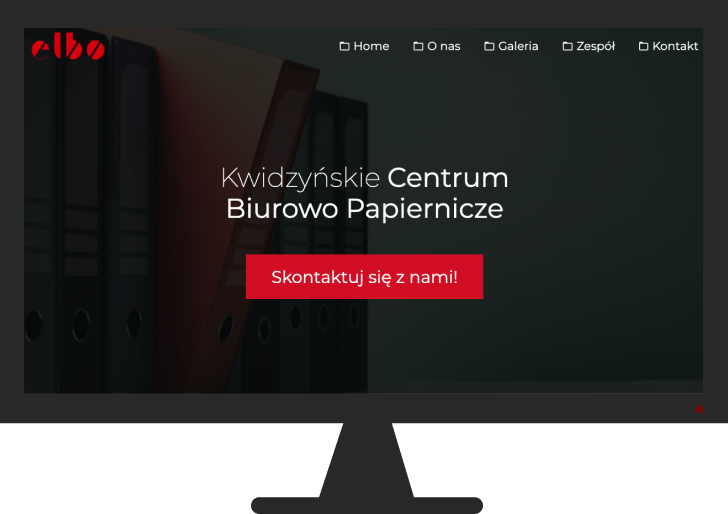 elbo
Home O nas Galeria Zespół Kontakt
Kwidzyńskie Centrum
Biurowo Papiernicze
Skontaktuj się z nami!